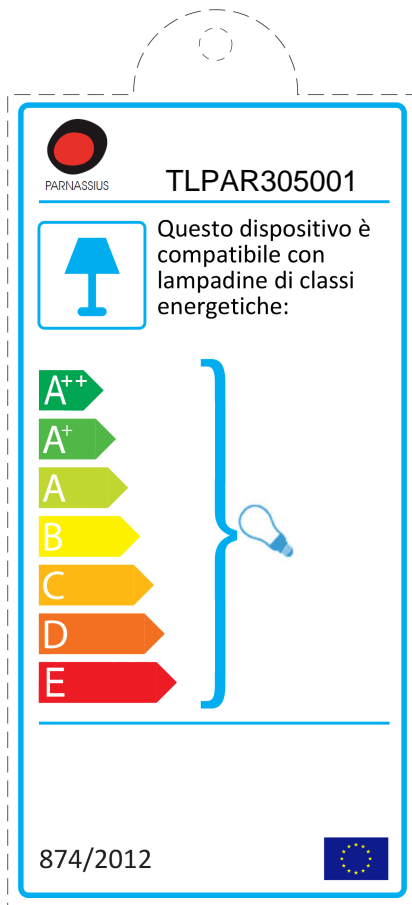 PARNASSIUS
TLPAR305001
Questo dispositivo è
compatibile con
lampadine di classi
energetiche:
A++
A+
A
B
C
D
E
874/2012